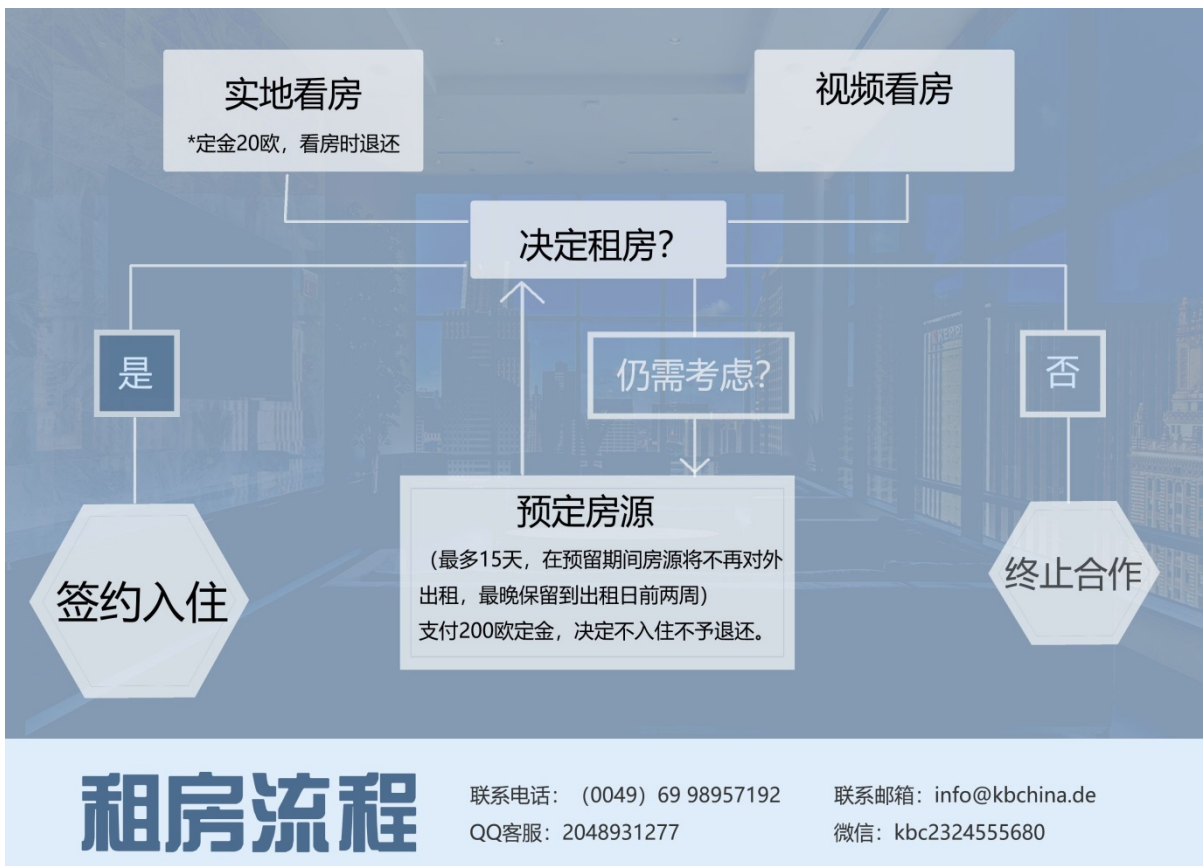 实地看房
*定金20欧，看房时退还
视频看房
决定租房？
是
仍需考虑？
否
预定房源
（最多15天，在预留期间房源将不再对外
出租，最晚保留到出租日前两周）
支付200欧定金，决定不入住不予退还。
签约入住
终止合作
租房流程
联系电话：（0049）69 98957192
联系邮箱：info@kbchina.de
QQ客服：2048931277
微信：kbc2324555680